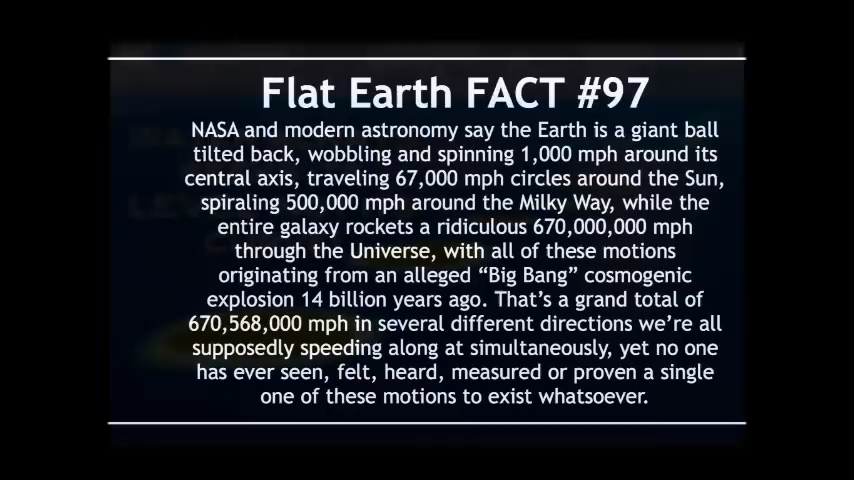 Flat Earth FACT #97
NASA and modern astronomy say the Earth is a giant ball
tilted back, wobbling and spinning 1,000 mph around its
central axis, traveling 67,000 mph circles around the Sun,
spiraling 500,000 mph around the Milky Way, while the
entire galaxy rockets a ridiculous 670,000,000 mph
through the Universe, with all of these motions
originating from an alleged “Big Bang” cosmogenic
explosion 14 billion years ago. That’s a grand total of
670,568,000 mph in several different directions we’re all
supposedly speeding along at simultaneously, yet no one
has ever seen, felt, heard, measured or proven a single
one of these motions to exist whatsoever.